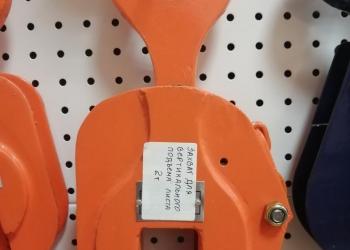 ЗАХВАТ ДЛЯ
ВЕРТИКАЛЬНОГО
ПОДЪЕМА ЛИСТА
2т